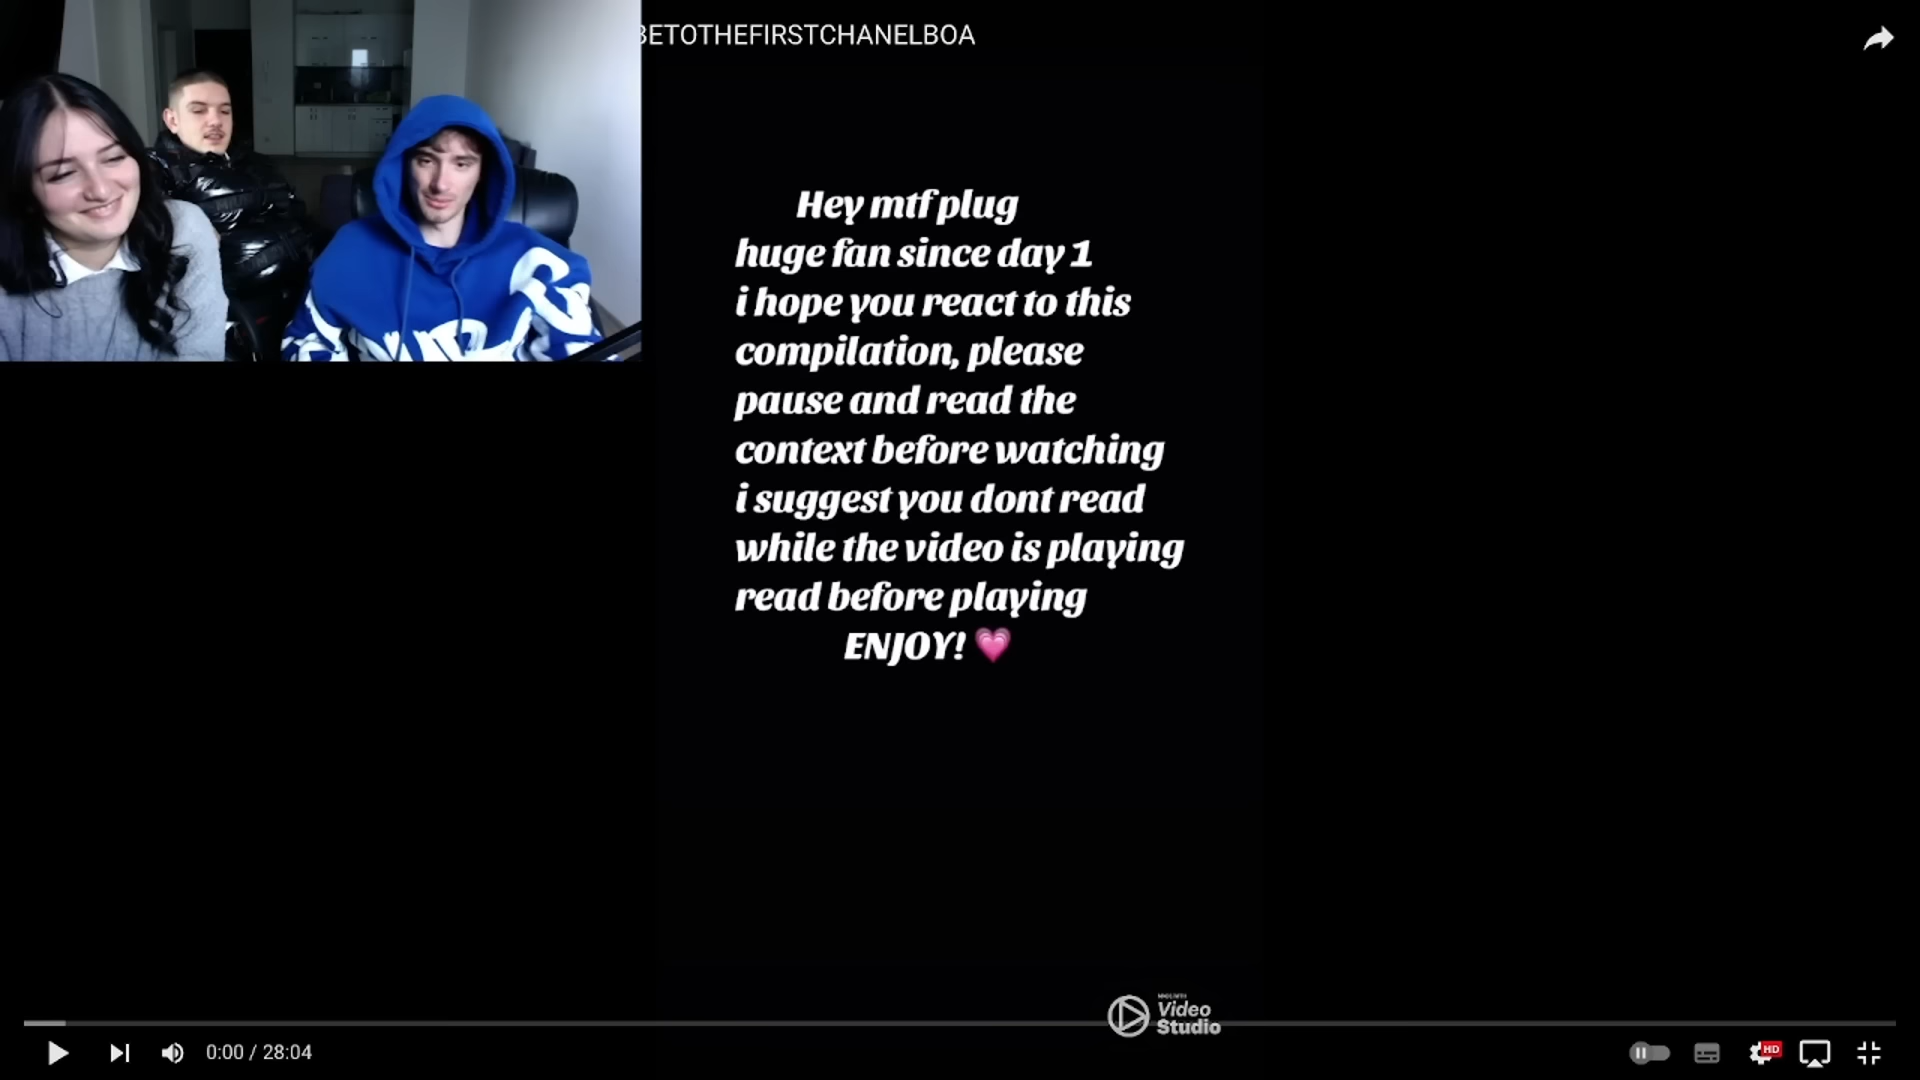 BETOTHEFIRSTCHANELBOA
Hey mtf plug
huge fan since day 1
i hope you react to this
compilation, please
pause and read the
context before watching
i suggest you dont read
while the video is playing
read before playing
ENJOY! 💗
Video
Studio
0:00 / 28:04
HD